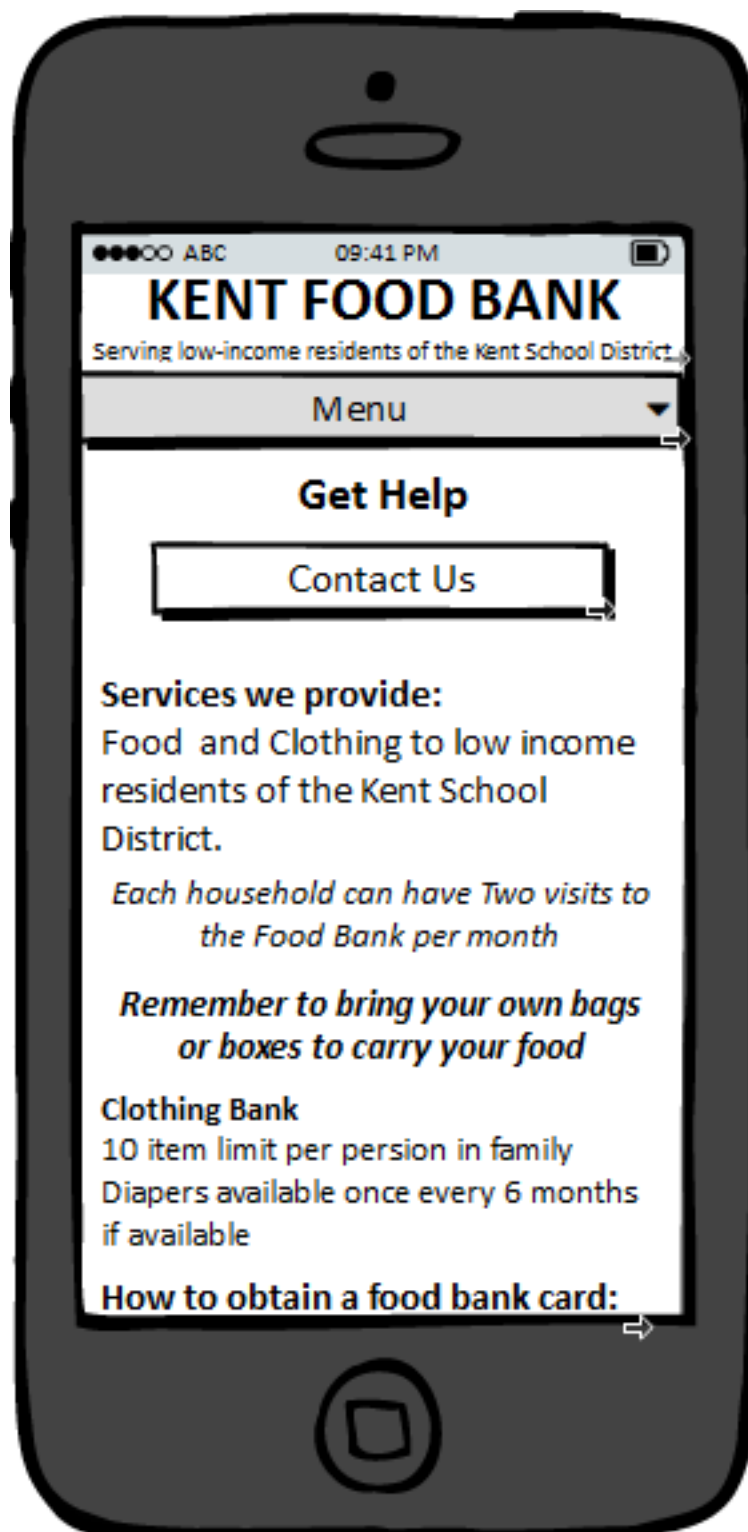 ABC 09:41 PM
KENT FOOD BANK
Serving low-income residents of the Kent School District
Menu
Get Help
Contact Us
Services we provide:
Food and Clothing to low income
residents of the Kent School
District.
Each household can have Two visits to
the Food Bank per month
Remember to bring your own bags
or boxes to carry your food
Clothing Bank
10 item limit per persion in family
Diapers available once every 6 months
if available
How to obtain a food bank card: